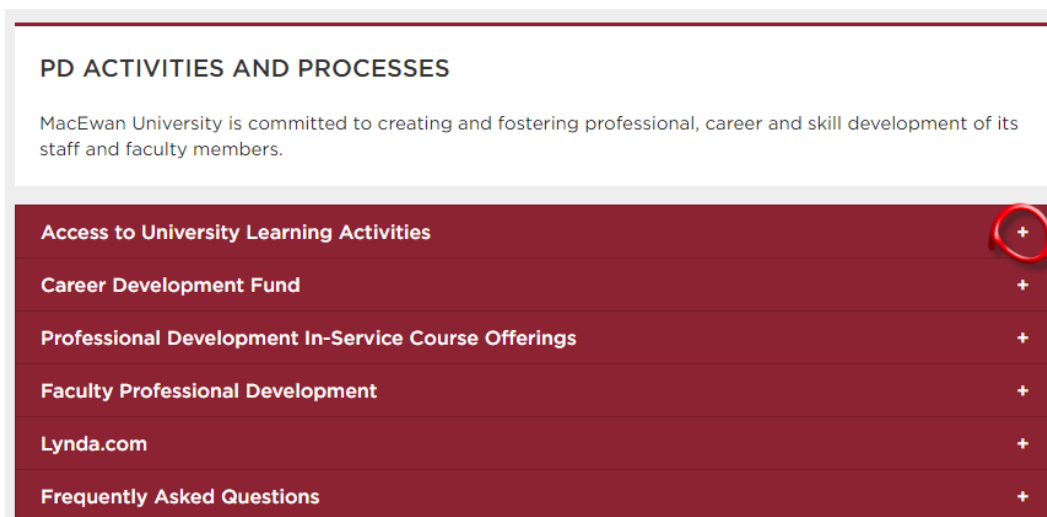 PD ACTIVITIES AND PROCESSES
MacEwan University is committed to creating and fostering professional, career and skill development of its
staff and faculty members.
Access to University Learning Activities +
Career Development Fund +
Professional Development In-Service Course Offerings +
Faculty Professional Development +
Lynda.com +
Frequently Asked Questions +